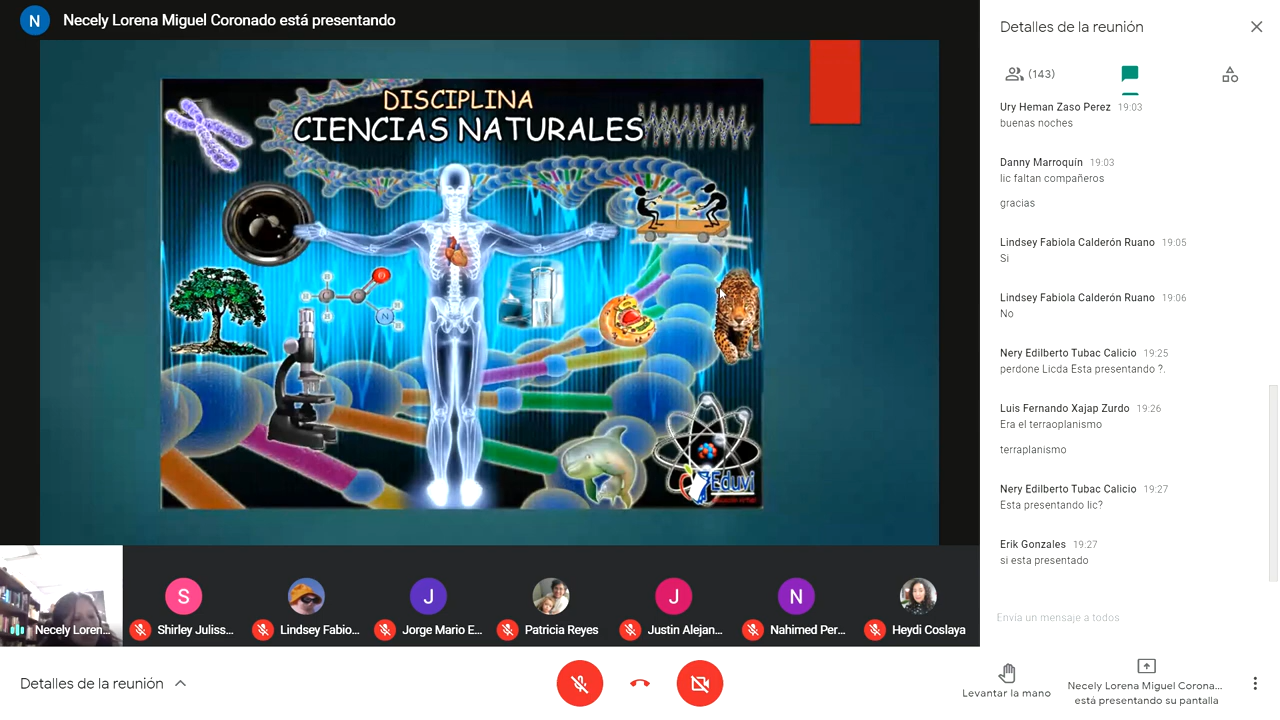 N
Necely Lorena Miguel Coronado está presentando
DISCIPLINA
CIENCIAS NATURALES
O
H
H
C
C
N
H
H
H
Eduvi
Necely Loren...
S
Shirley Juliss...
Lindsey Fabio...
J
Jorge Mario E...
Patricia Reyes
J
Justin Alejan...
N
Nahimed Per...
Heydi Coslaya
Detalles de la reunión
Detalles de la reunión
(143)
Ury Heman Zaso Perez 19:03
buenas noches
Danny Marroquín 19:03
lic faltan compañeros
gracias
Lindsey Fabiola Calderón Ruano 19:05
Si
Lindsey Fabiola Calderón Ruano 19:06
No
Nery Edilberto Tubac Calicio 19:25
perdone Licda Esta presentando ?.
Luis Fernando Xajap Zurdo 19:26
Era el terraoplanismo
terraplanismo
Nery Edilberto Tubac Calicio 19:27
Esta presentando lic?
Erik Gonzales 19:27
si esta presentado
Envía un mensaje a todos
Levantar la mano
Necely Lorena Miguel Corona...
está presentando su pantalla